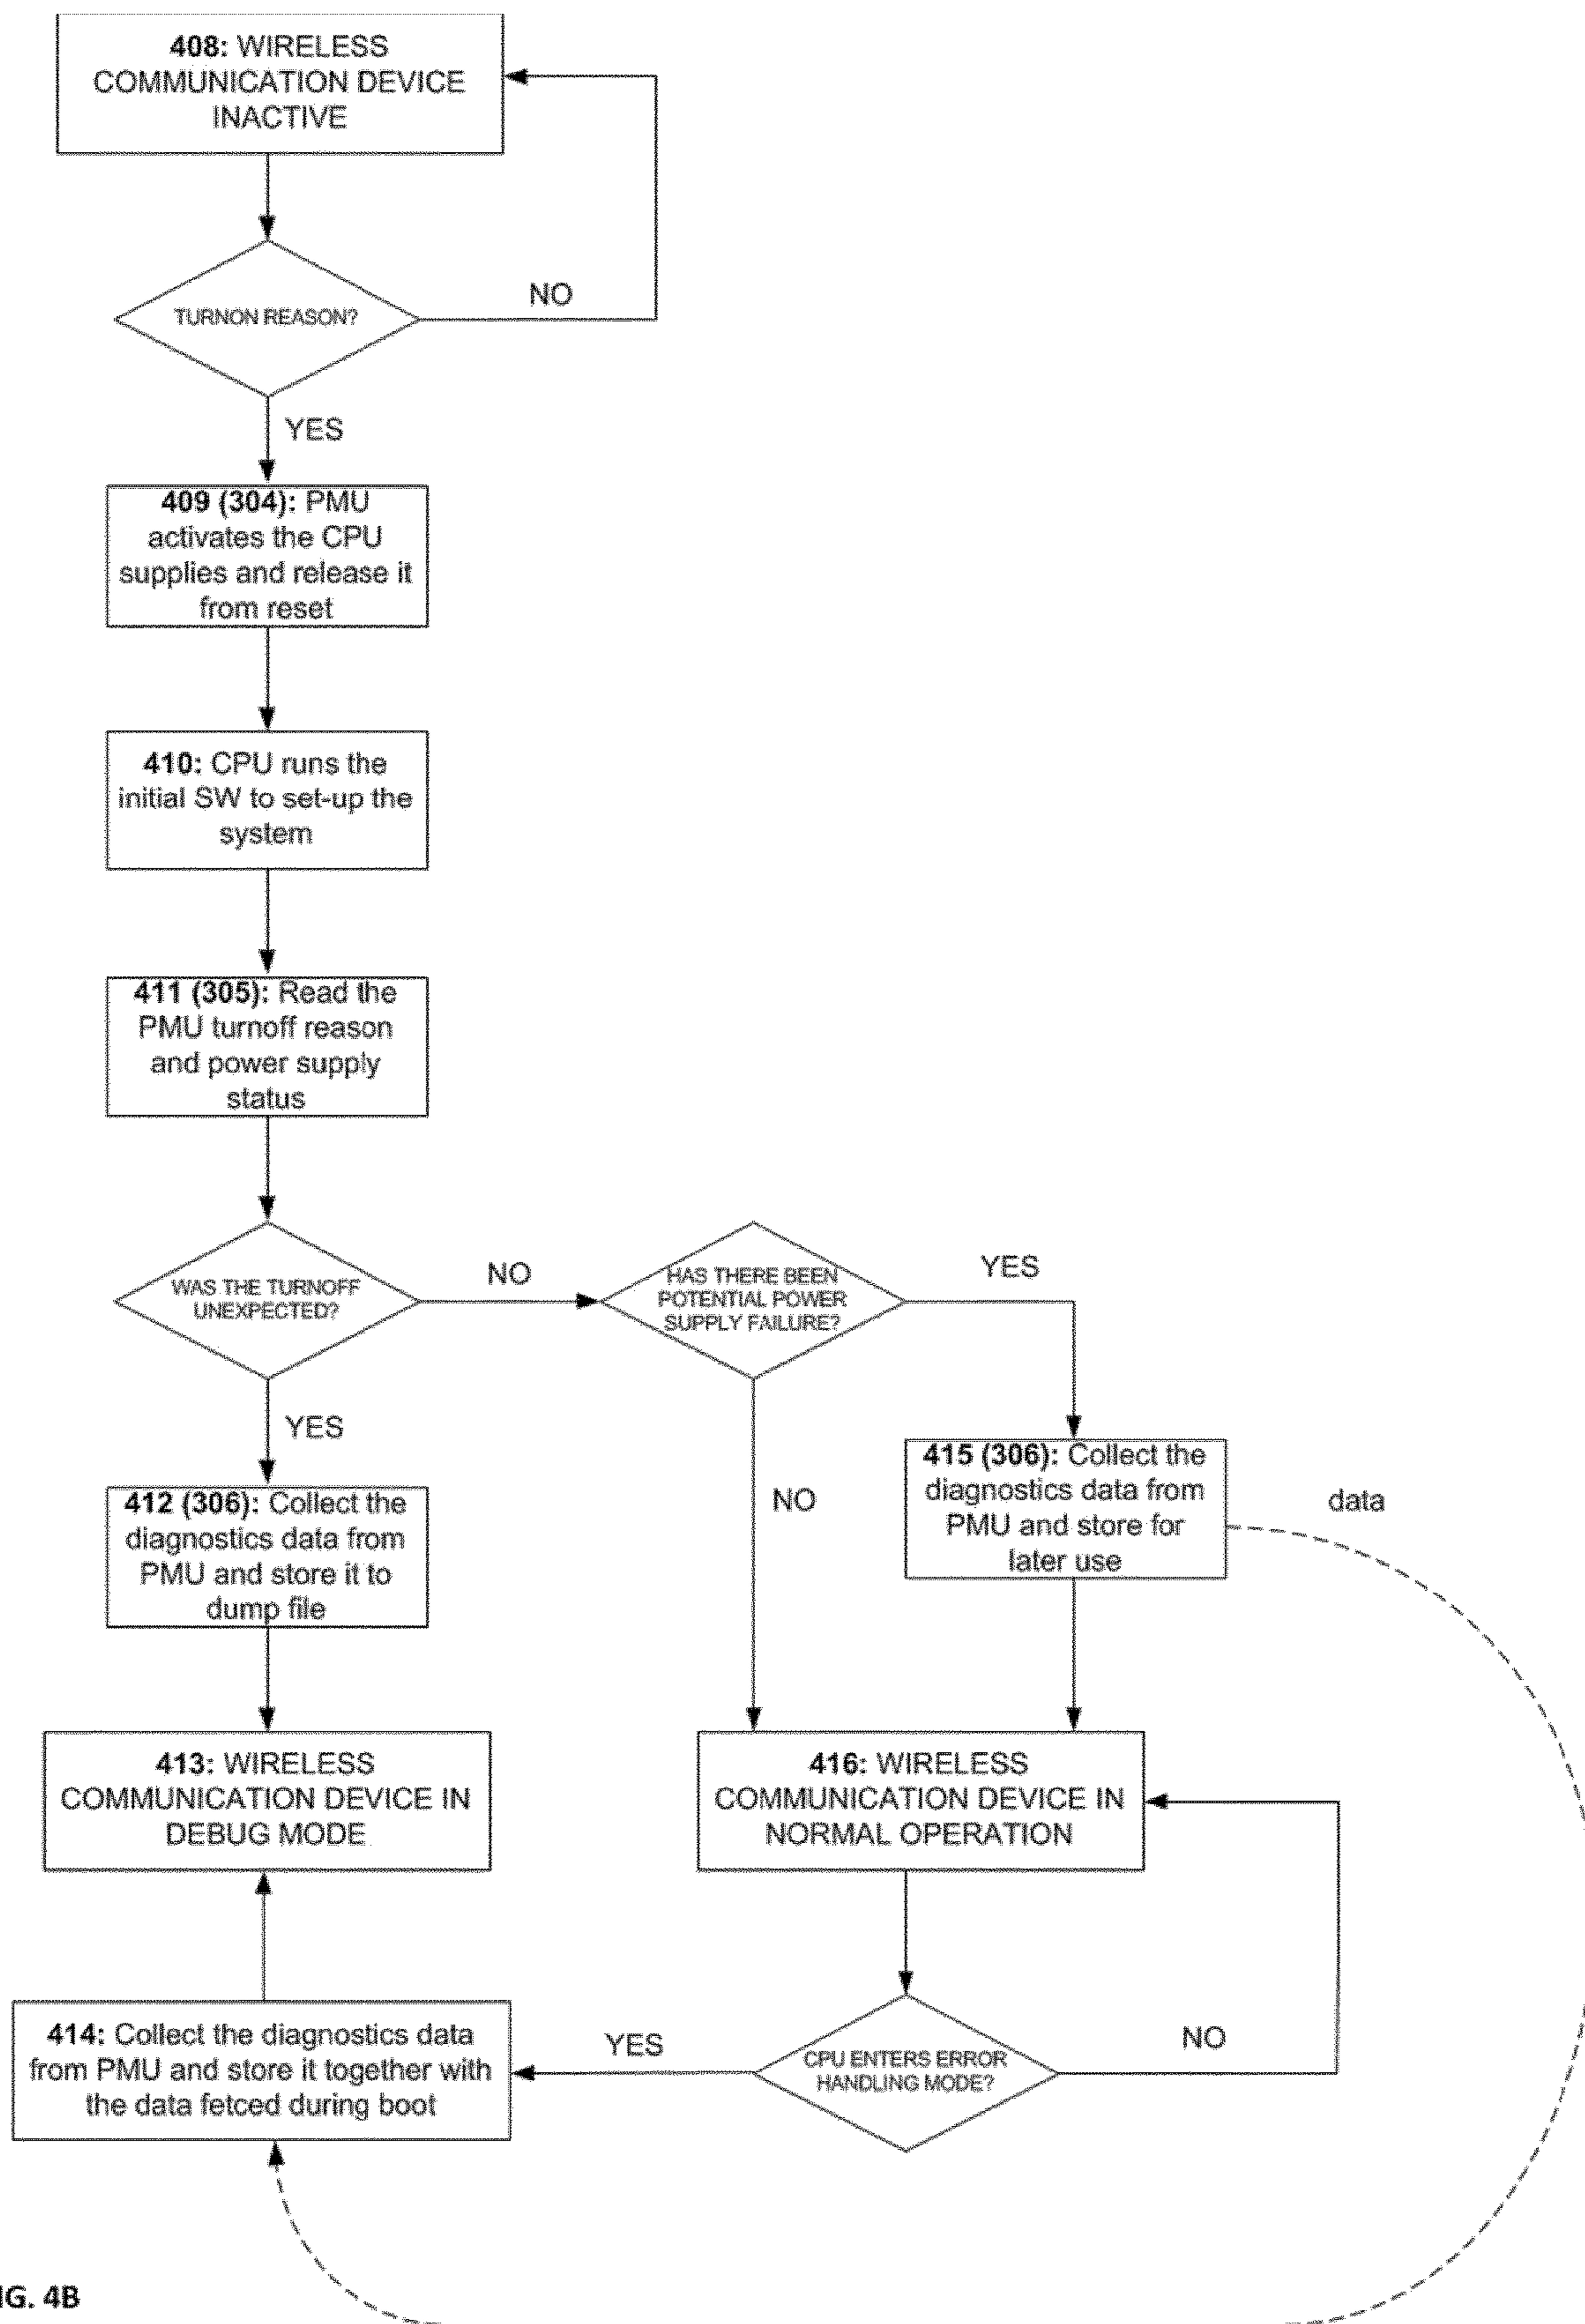 408: WIRELESS
COMMUNICATION DEVICE
INACTIVE
TURNON REASON?
NO
YES
409 (304): PMU
activates the CPU
supplies and release it
from reset
410: CPU runs the
initial SW to set-up the
system
411 (305): Read the
PMU turnoff reason
and power supply
status
WAS THE TURNOFF
UNEXPECTED?
NO
HAS THERE BEEN
POTENTIAL POWER
SUPPLY FAILURE?
YES
YES
412 (306): Collect the
diagnostics data from
PMU and store it to
dump file
NO
415 (306): Collect the
diagnostics data from
PMU and store for
later use
data
413: WIRELESS
COMMUNICATION DEVICE IN
DEBUG MODE
416: WIRELESS
COMMUNICATION DEVICE IN
NORMAL OPERATION
414: Collect the diagnostics data
from PMU and store it together with
the data fetced during boot
YES
CPU ENTERS ERROR
HANDLING MODE?
NO
IG. 4B